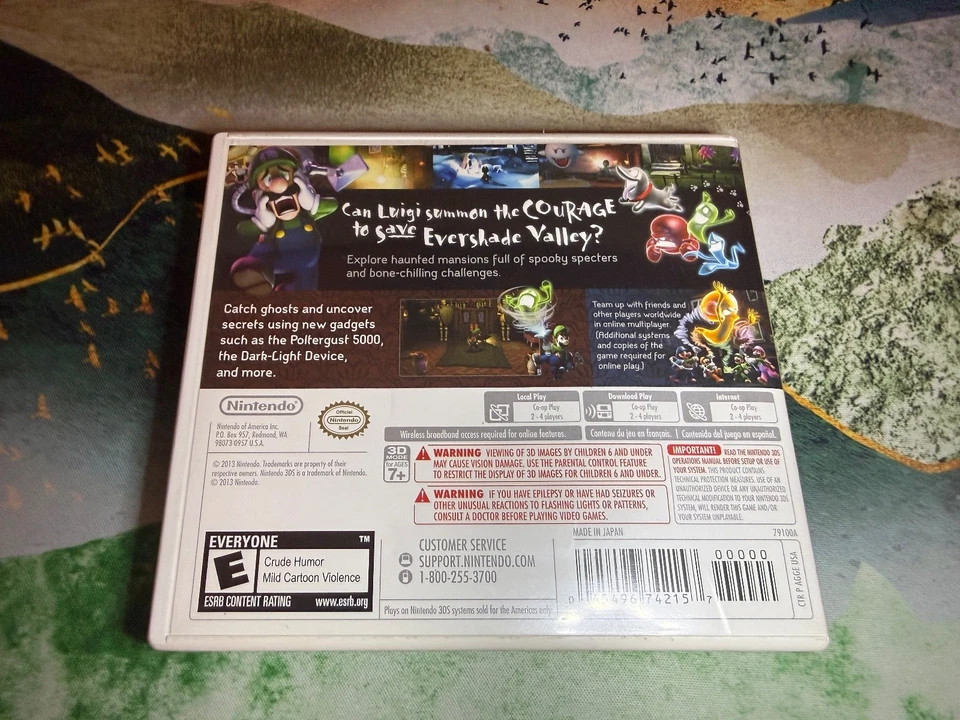 Can Luigi summon the COURAGE
to save Evershade Valley?
Explore haunted mansions full of spooky specters
and bone-chilling challenges.
Catch ghosts and uncover
secrets using new gadgets
such as the Poltergust 5000,
the Dark-Light Device,
and more.
Team up with friends and
other players worldwide
in online multiplayer.
(Additional systems
and copies of the
game required for
online play.)
Nintendo
Nintendo of America Inc.
P.O. Box 957, Redmond, WA
98073-0957 U.S.A.
Official
Nintendo
Seal
Local Play
Co-op Play
2 - 4 players
Download Play
Co-op Play
2 - 4 players
Internet
Co-op Play
2 - 4 players
Wireless broadband access required for online features.
Contenu du jeu en français.
Contenido del juego en español.
© 2013 Nintendo. Trademarks are property of their
respective owners. Nintendo 3DS is a trademark of Nintendo.
© 2013 Nintendo.
3D
MODE
for AGES
7+
WARNING VIEWING OF 3D IMAGES BY CHILDREN 6 AND UNDER
MAY CAUSE VISION DAMAGE. USE THE PARENTAL CONTROL FEATURE
TO RESTRICT THE DISPLAY OF 3D IMAGES FOR CHILDREN 6 AND UNDER.
WARNING IF YOU HAVE EPILEPSY OR HAVE HAD SEIZURES OR
OTHER UNUSUAL REACTIONS TO FLASHING LIGHTS OR PATTERNS,
CONSULT A DOCTOR BEFORE PLAYING VIDEO GAMES.
IMPORTANT! READ THE NINTENDO 3DS
OPERATIONS MANUAL BEFORE SETUP OR USE OF
YOUR SYSTEM. THIS PRODUCT CONTAINS
TECHNICAL PROTECTION MEASURES. USE OF AN
UNAUTHORIZED DEVICE OR ANY UNAUTHORIZED
TECHNICAL MODIFICATION TO YOUR NINTENDO 3DS
SYSTEM, WILL RENDER THIS GAME AND/OR
YOUR SYSTEM UNPLAYABLE.
MADE IN JAPAN
79100A
EVERYONE
TM
E
Crude Humor
Mild Cartoon Violence
ESRB CONTENT RATING
www.esrb.org
CUSTOMER SERVICE
SUPPORT.NINTENDO.COM
1-800-255-3700
Plays on Nintendo 3DS systems sold for the Americas only.
00000
0 45496 74215 7
CTR P AGGE USA